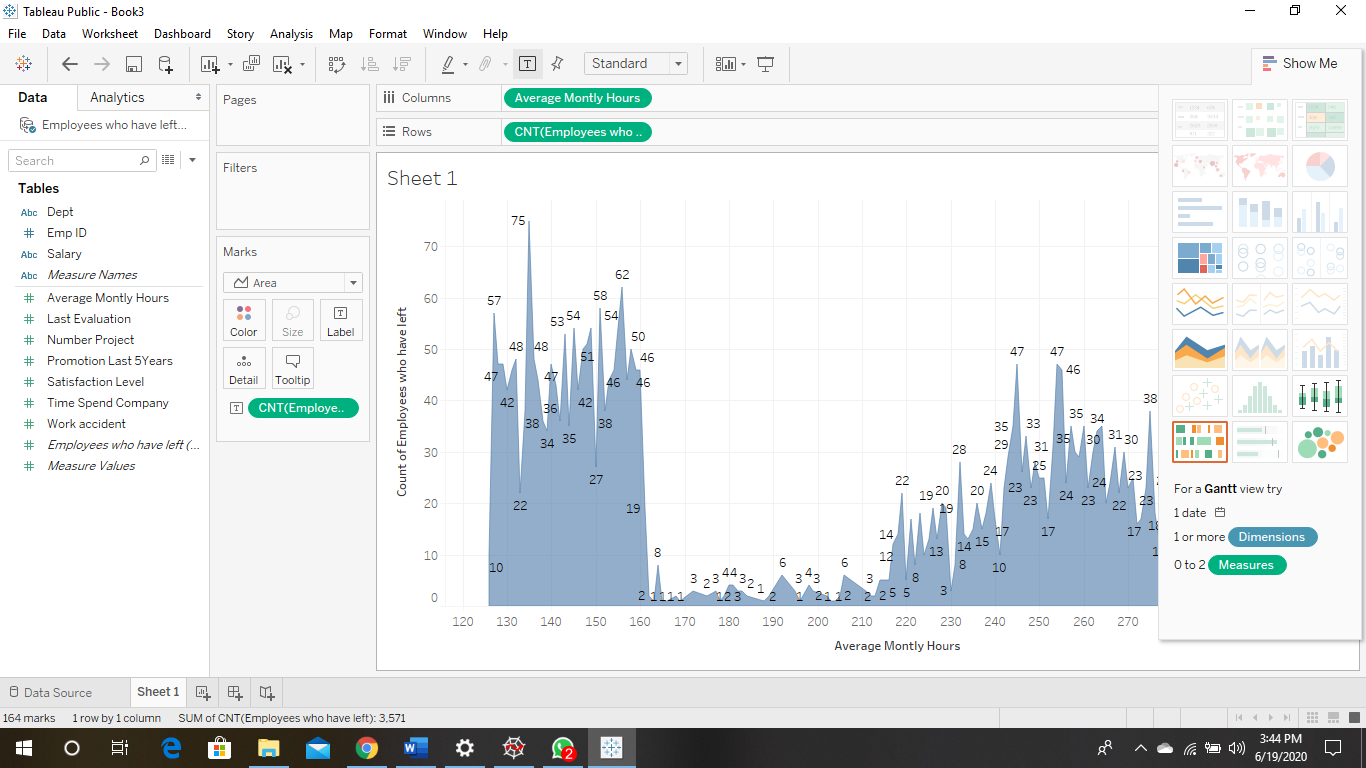 Tableau Public - Book3
File Data Worksheet Dashboard Story Analysis Map Format Window Help
Standard
Show Me
Data Analytics
Employees who have left...
Search
Tables
Abc Dept
# Emp ID
Abc Salary
Abc Measure Names
# Average Montly Hours
# Last Evaluation
# Number Project
# Promotion Last 5Years
# Satisfaction Level
# Time Spend Company
# Work accident
# Employees who have left (...
# Measure Values
Pages
Filters
Marks
Area
Color Size Label
Detail Tooltip
CNT(Employe..
Columns Average Montly Hours
Rows CNT(Employees who ..
Sheet 1
Count of Employees who have left
70
60
50
40
30
20
10
0
57 47 10 42 48 22 75 38 48 34 36 47 53 35 54 42 51 27 58 38 54 46 62 19 50 46 46
2 1 8 1 1 1 3 2 3 1 4 2 4 3 3 2 1 2 6 3 1 4 3 2 1 1 6 2 3 2 2
14 12 5 22 5 8 19 13 20 19 3 28 8 14 20 15 24 10 17 29 35 47 23 33 23 25 31 17 47 35 46 24 35 23 30 34 24 31 22 30 17 23 23 38
120 130 140 150 160 170 180 190 200 210 220 230 240 250 260 270
Average Montly Hours
For a Gantt view try
1 date
1 or more Dimensions
0 to 2 Measures
Data Source Sheet 1
164 marks 1 row by 1 column SUM of CNT(Employees who have left): 3,571
2
3:44 PM
6/19/2020